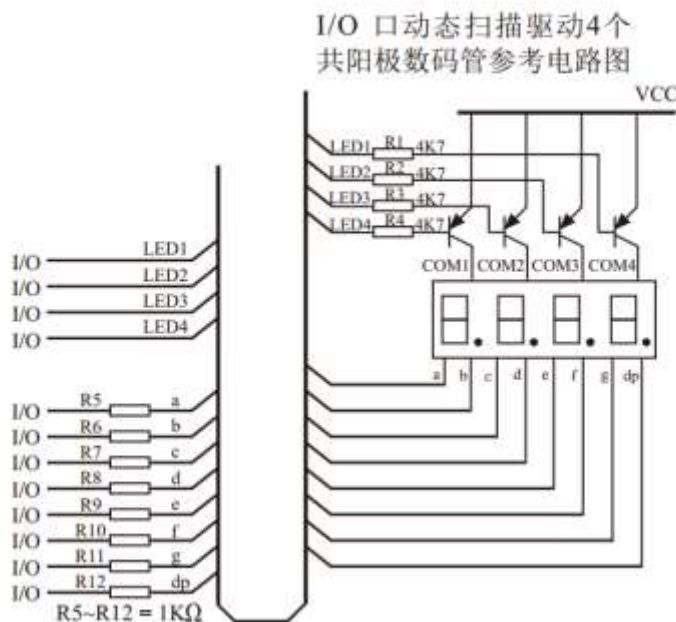 I/O 口动态扫描驱动4个
共阳极数码管参考电路图
VCC
LED1 R1 4K7
LED2 R2 4K7
LED3 R3 4K7
LED4 R4 4K7
COM1 COM2 COM3 COM4
I/O LED1
I/O LED2
I/O LED3
I/O LED4
a b c d e f g dp
I/O R5 a
I/O R6 b
I/O R7 c
I/O R8 d
I/O R9 e
I/O R10 f
I/O R11 g
I/O R12 dp
R5~R12 = 1KΩ